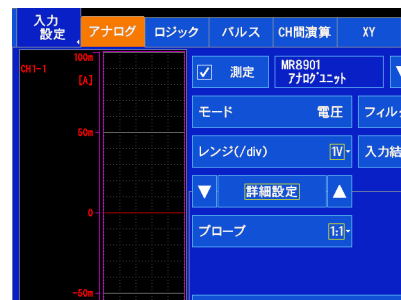 入力
設定
アナログ ロジック パルス CH間演算 XY
CH1-1
100m
[A]
60m
0
-60m
測定
MR8901
アナログユニット
モード 電圧
レンジ(/div) 1V
詳細設定
プローブ 1:1
フィル
入力結